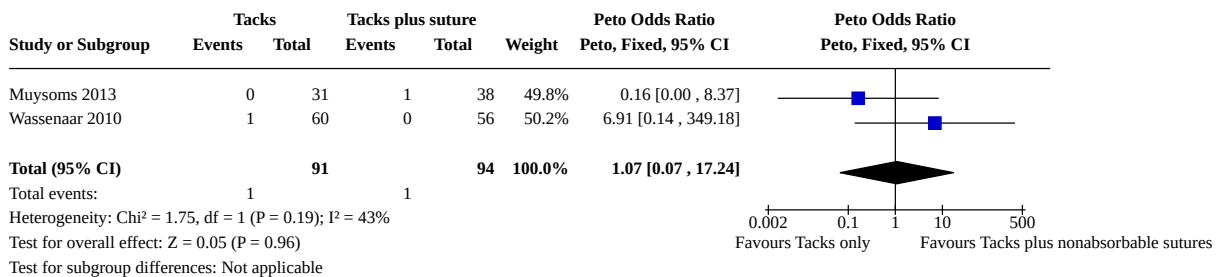 Tacks Tacks plus suture Peto Odds Ratio Peto Odds Ratio
Study or Subgroup Events Total Events Total Weight Peto, Fixed, 95% CI Peto, Fixed, 95% CI
Muysoms 2013 0 31 1 38 49.8% 0.16 [0.00 , 8.37]
Wassenaar 2010 1 60 0 56 50.2% 6.91 [0.14 , 349.18]
Total (95% CI) 91 94 100.0% 1.07 [0.07 , 17.24]
Total events: 1 1
Heterogeneity: Chi² = 1.75, df = 1 (P = 0.19); I² = 43%
0.002 0.1 1 10 500
Test for overall effect: Z = 0.05 (P = 0.96) Favours Tacks only Favours Tacks plus nonabsorbable sutures
Test for subgroup differences: Not applicable